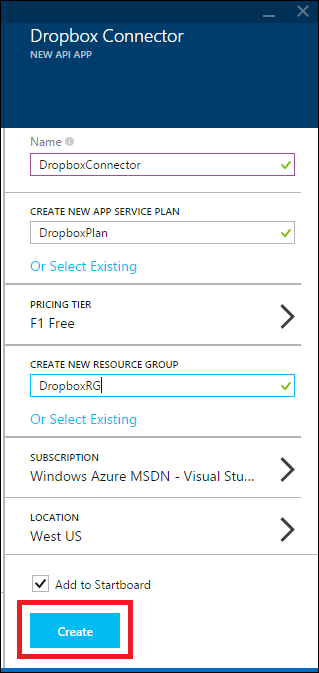 Dropbox Connector
NEW API APP
Name
DropboxConnector
CREATE NEW APP SERVICE PLAN
DropboxPlan
Or Select Existing
PRICING TIER
F1 Free
CREATE NEW RESOURCE GROUP
DropboxRG
Or Select Existing
SUBSCRIPTION
Windows Azure MSDN - Visual Stu...
LOCATION
West US
Add to Startboard
Create